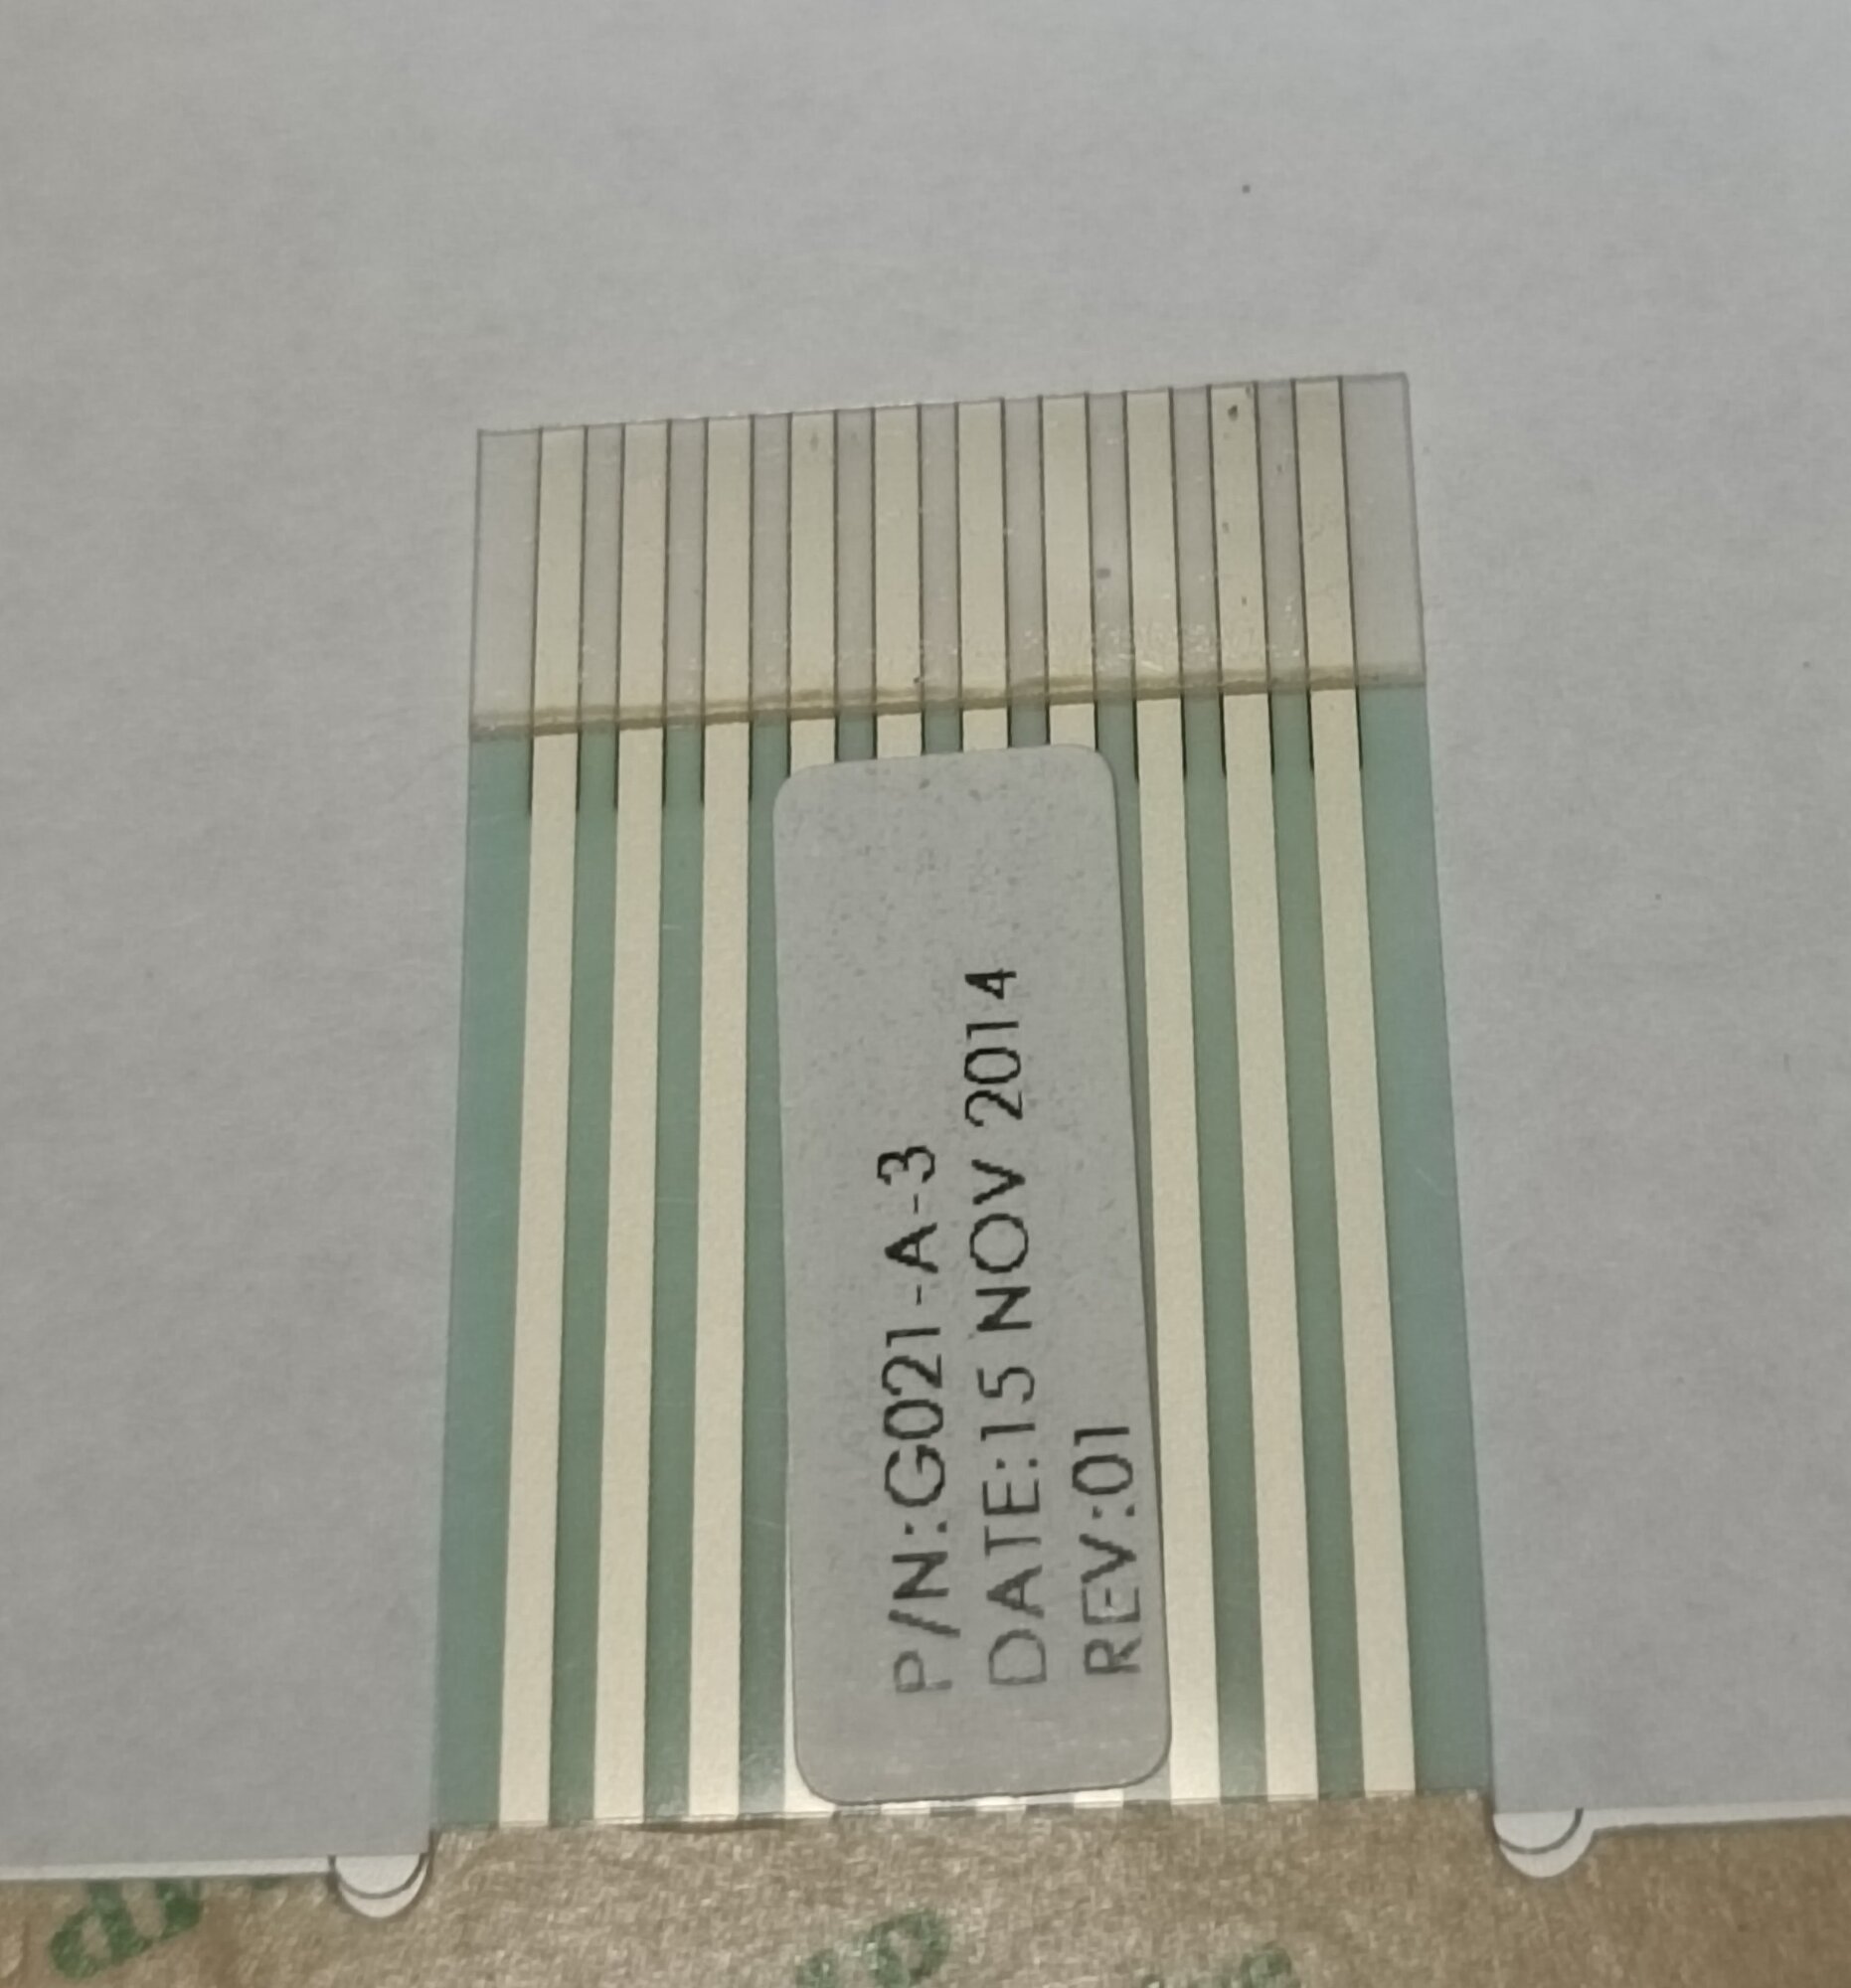 P/N:G021-A-3
DATE:15 NOV 2014
REV:01